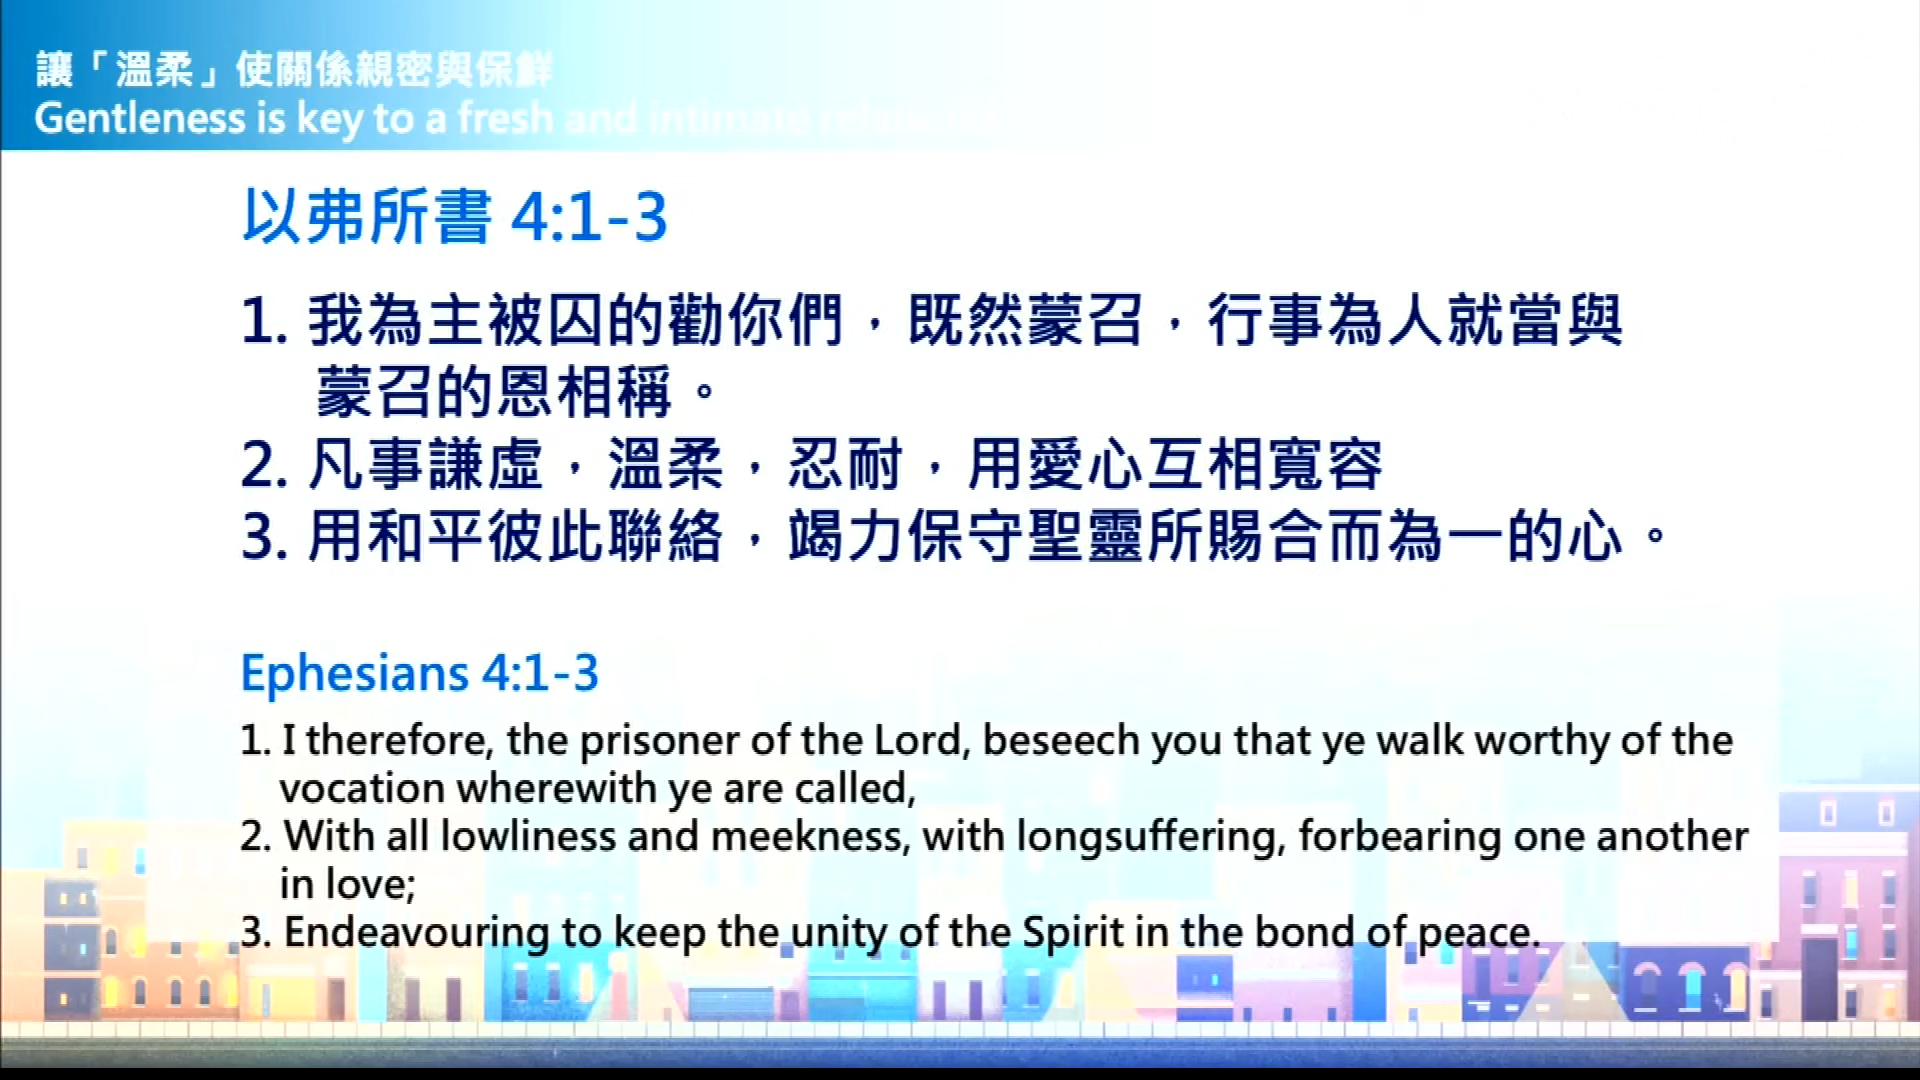 讓「溫柔」使關係親密與保鮮
Gentleness is key to a fresh and intimate
以弗所書 4:1-3
1. 我為主被囚的勸你們，既然蒙召，行事為人就當與
蒙召的恩相稱。
2. 凡事謙虛，溫柔，忍耐，用愛心互相寬容
3. 用和平彼此聯絡，竭力保守聖靈所賜合而為一的心。
Ephesians 4:1-3
1. I therefore, the prisoner of the Lord, beseech you that ye walk worthy of the
vocation wherewith ye are called,
2. With all lowliness and meekness, with longsuffering, forbearing one another
in love;
3. Endeavouring to keep the unity of the Spirit in the bond of peace.